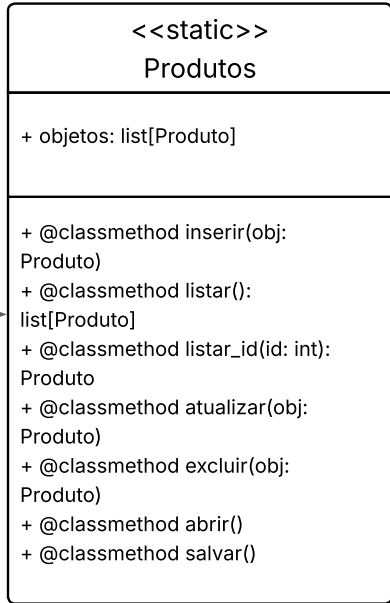 <<static>>
Produtos
+ objetos: list[Produto]
+ @classmethod inserir(obj:
Produto)
+ @classmethod listar():
list[Produto]
+ @classmethod listar_id(id: int):
Produto
+ @classmethod atualizar(obj:
Produto)
+ @classmethod excluir(obj:
Produto)
+ @classmethod abrir()
+ @classmethod salvar()